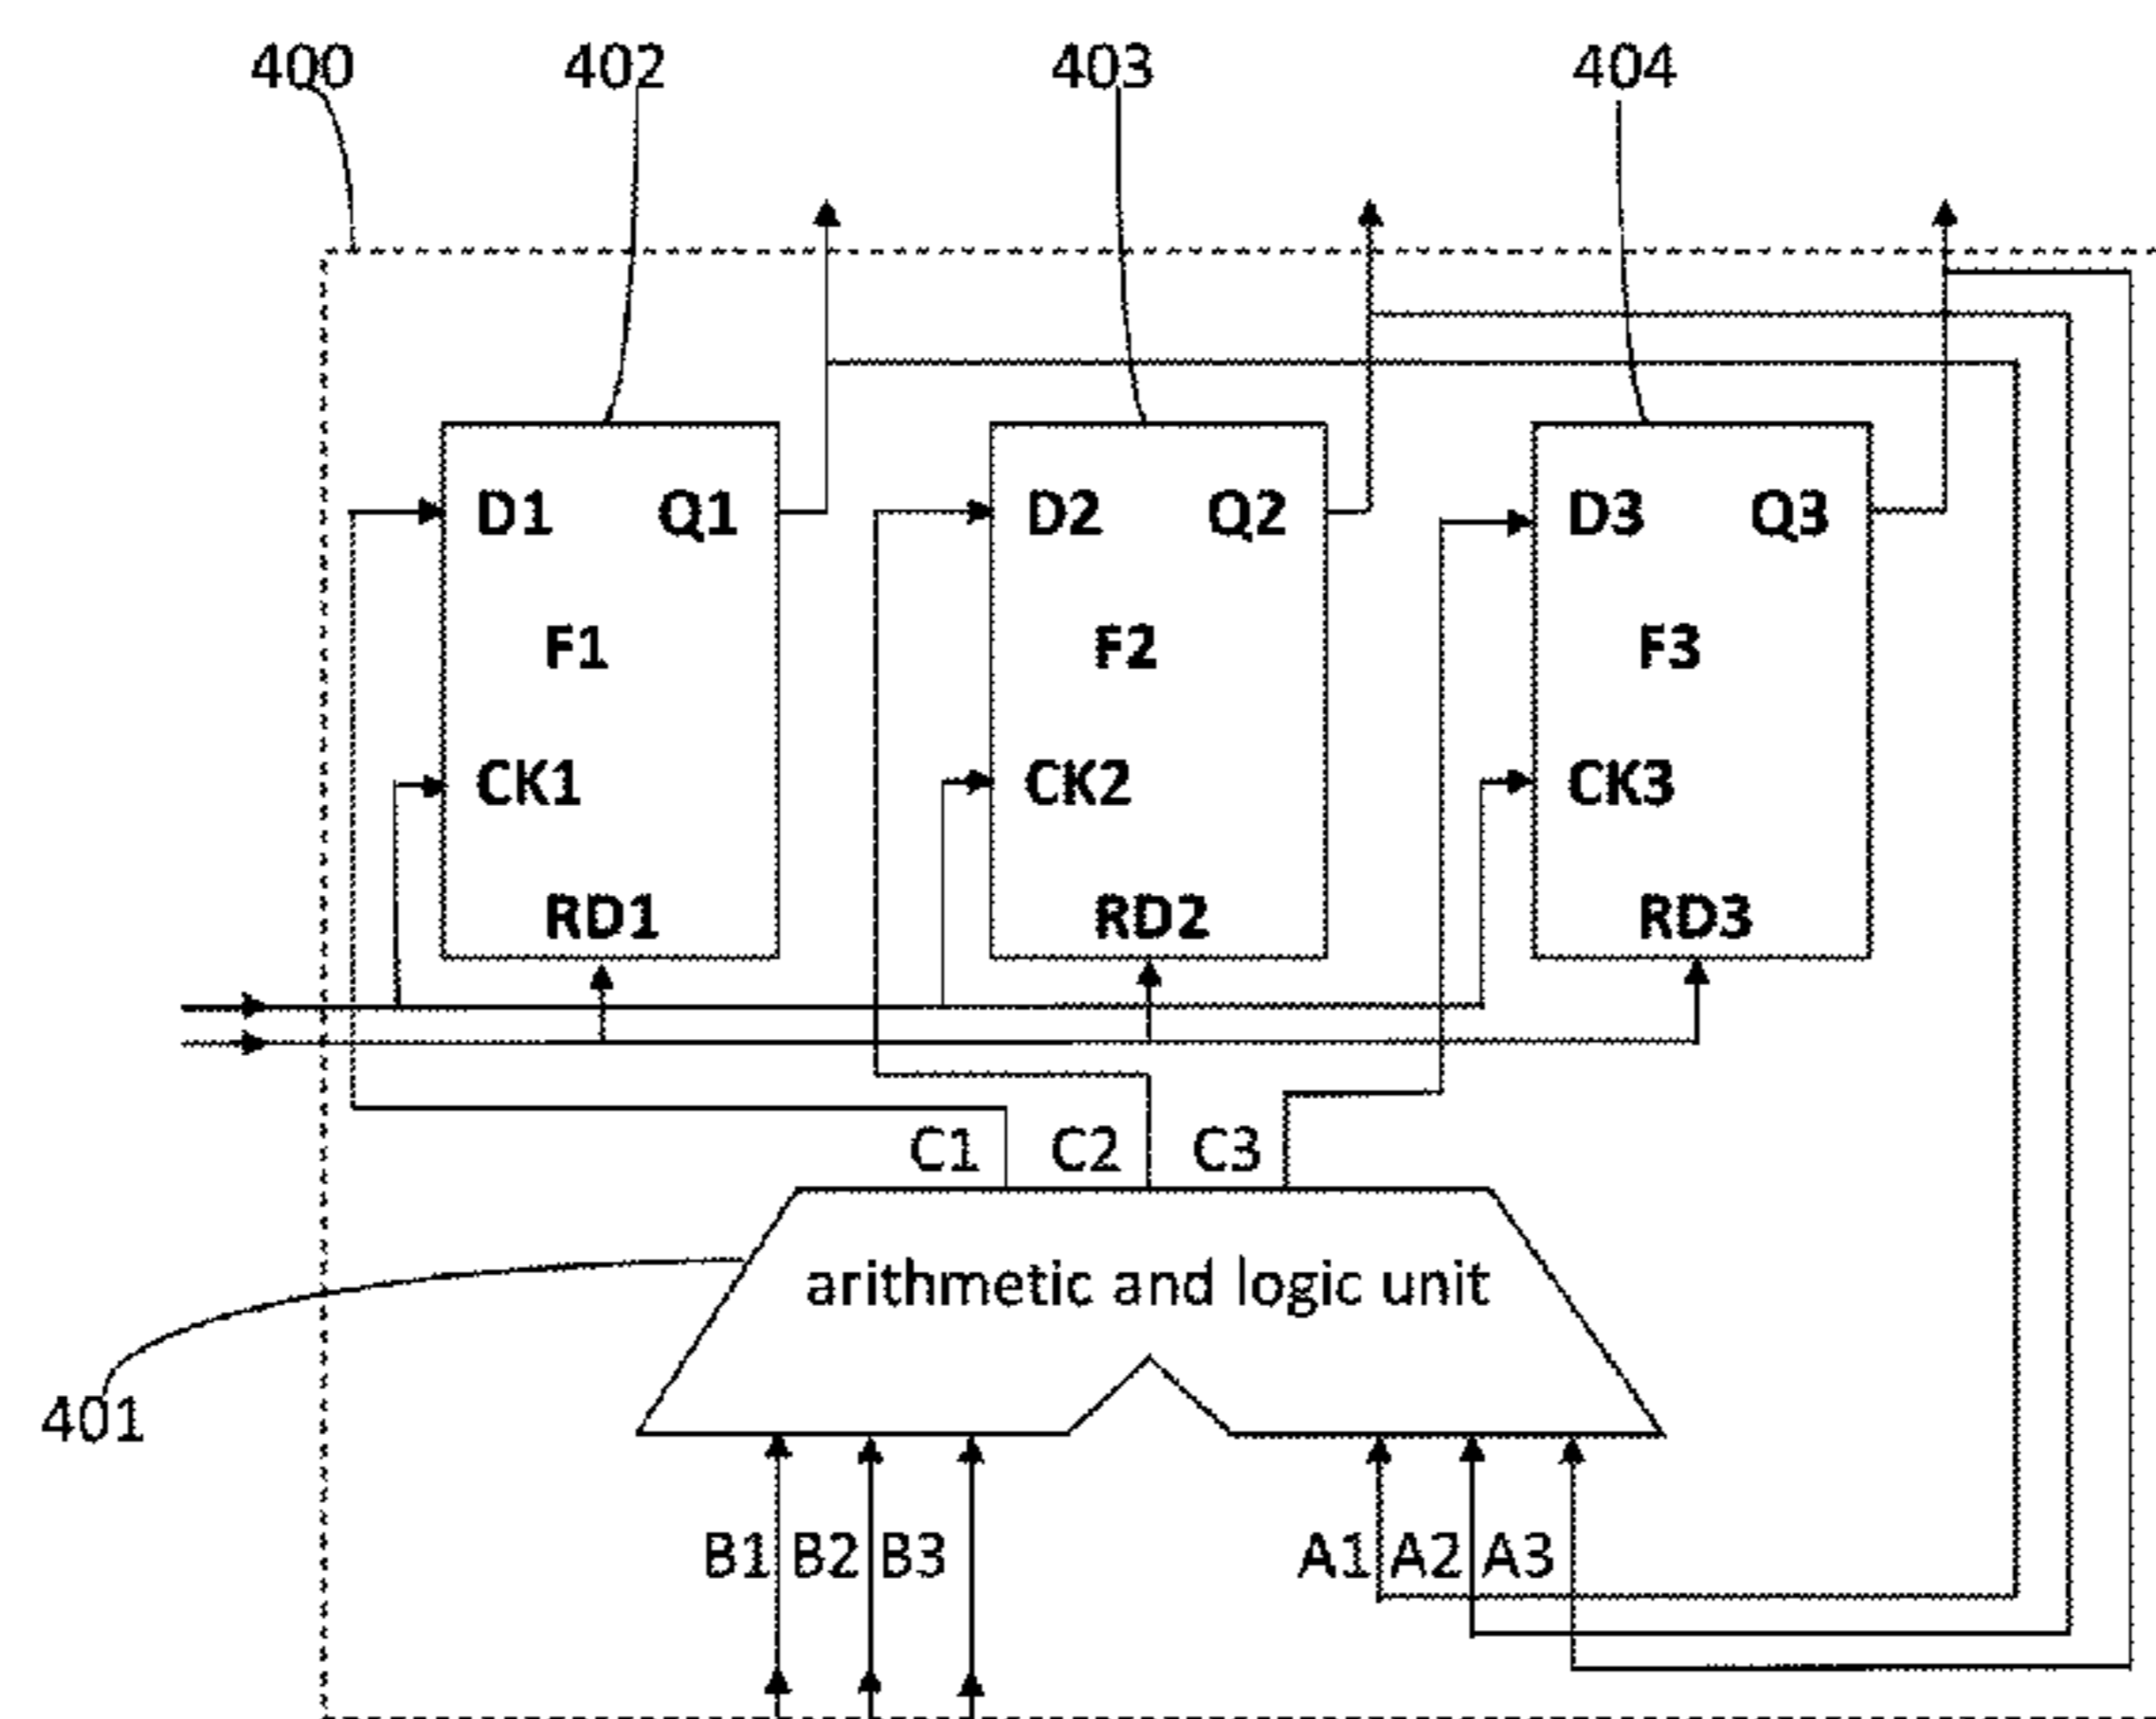 400 402 403 404
D1 Q1 D2 Q2 D3 Q3
F1 F2 F3
CK1 CK2 CK3
RD1 RD2 RD3
C1 C2 C3
arithmetic and logic unit
401
B1 B2 B3 A1 A2 A3